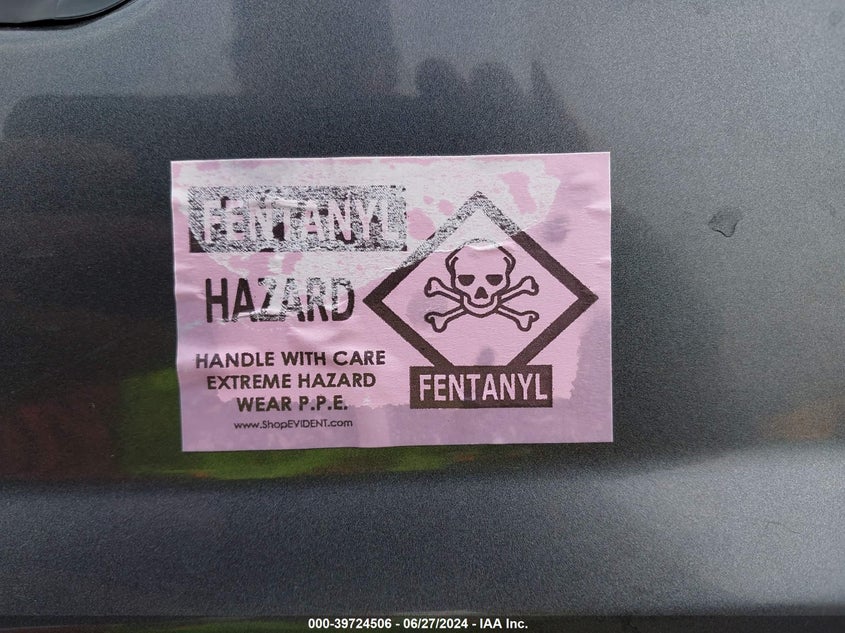 FENTANYL
HAZARD
HANDLE WITH CARE
EXTREME HAZARD
WEAR P.P.E.
www.ShopEVIDENT.com
FENTANYL
000-39724506 - 06/27/2024 - IAA Inc.